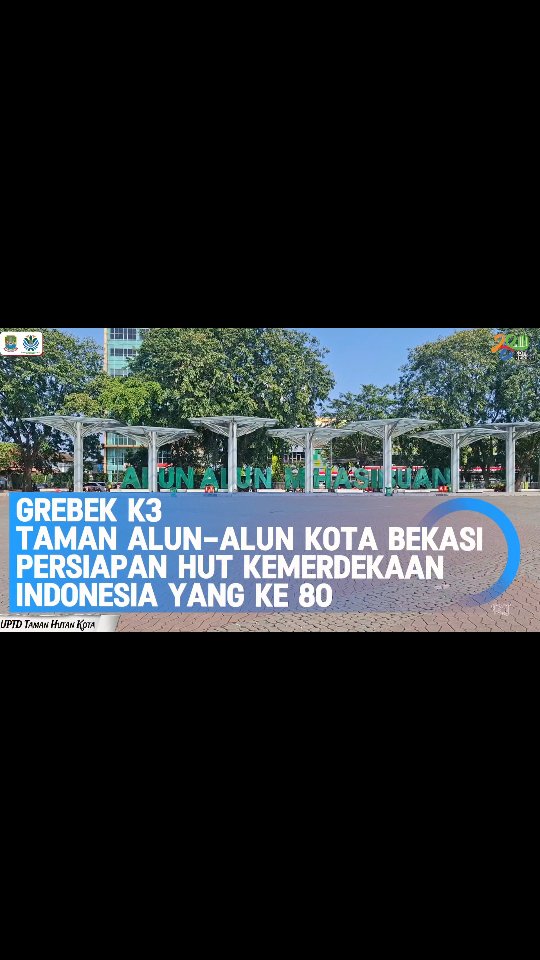 ALUN ALUN M HASIBUAN
GREBEK K3
TAMAN ALUN-ALUN KOTA BEKASI
PERSIAPAN HUT KEMERDEKAAN
INDONESIA YANG KE 80
UPTD TAMAN HUTAN KOTA